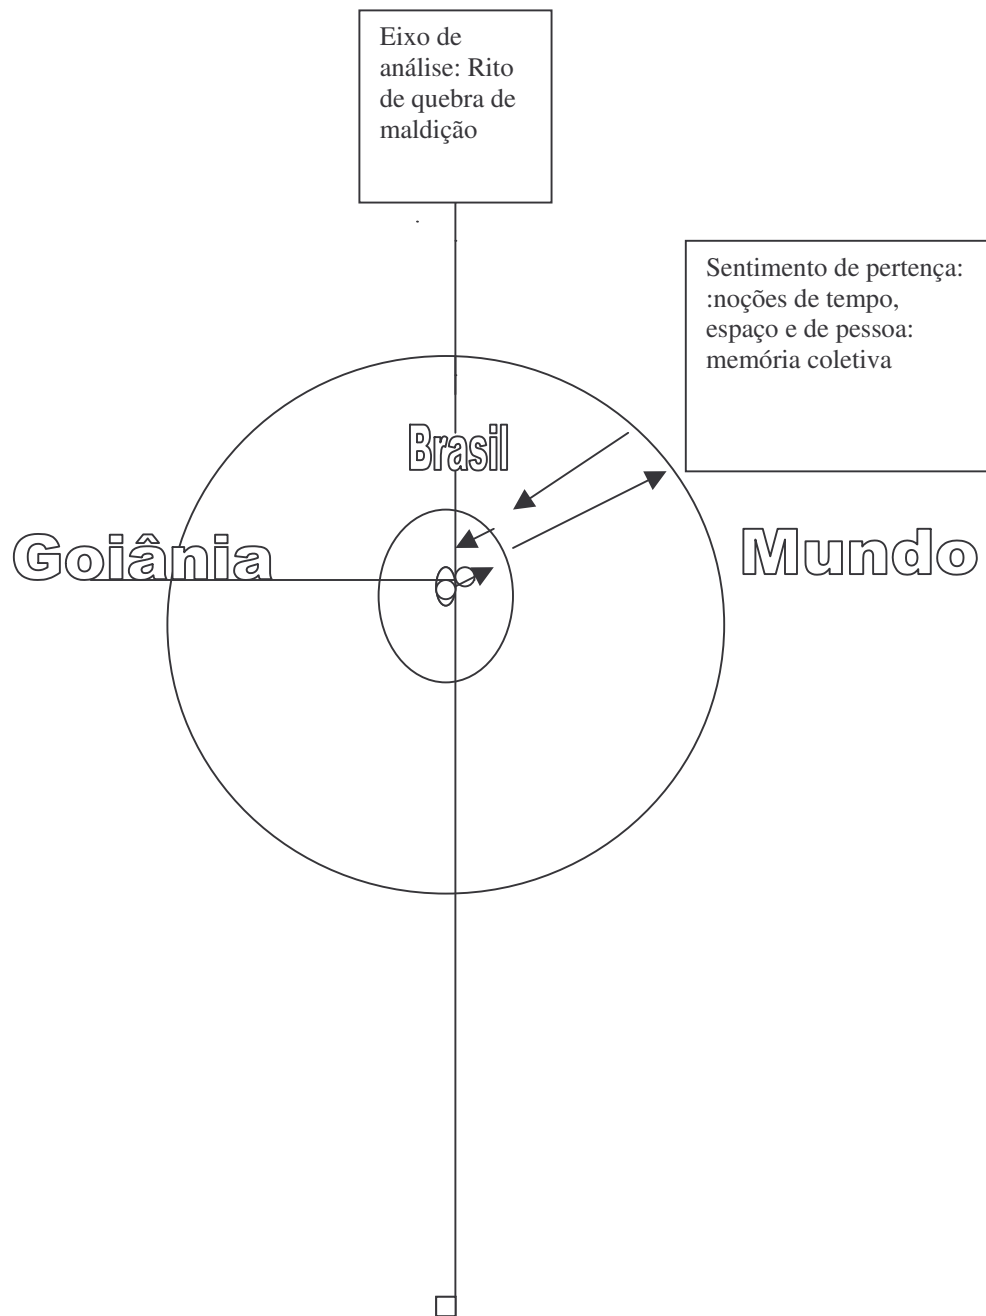 Eixo de
análise: Rito
de quebra de
maldição
Sentimento de pertença:
:noções de tempo,
espaço e de pessoa:
memória coletiva
Brasil
Goiânia
Mundo